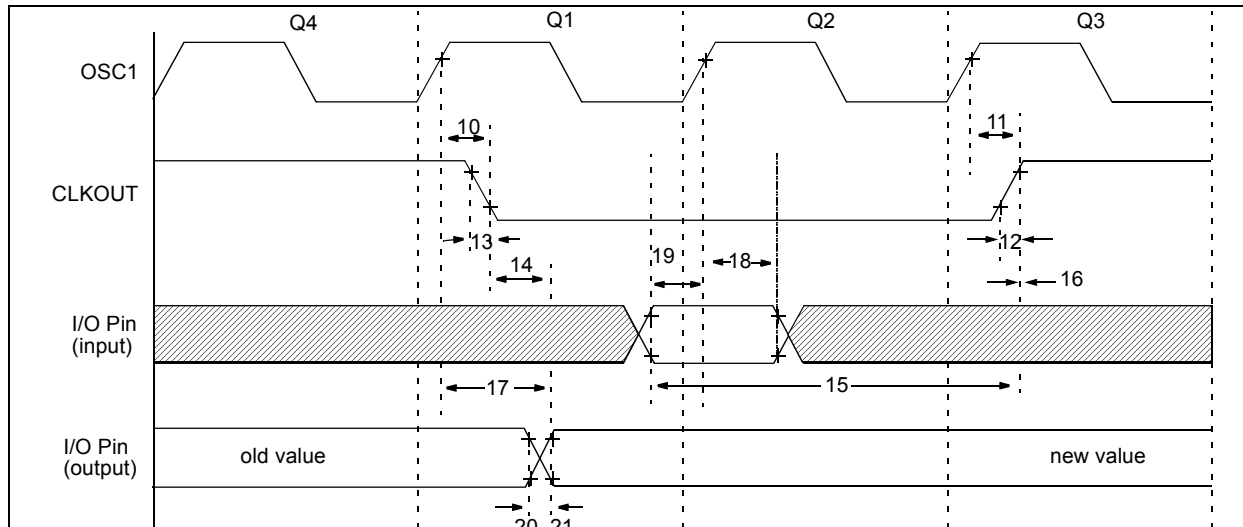 Q4 Q1 Q2 Q3
OSC1
10 11
CLKOUT
13 19 18 12
14 16
I/O Pin
(input)
17 15
I/O Pin
(output)
old value new value
20 21